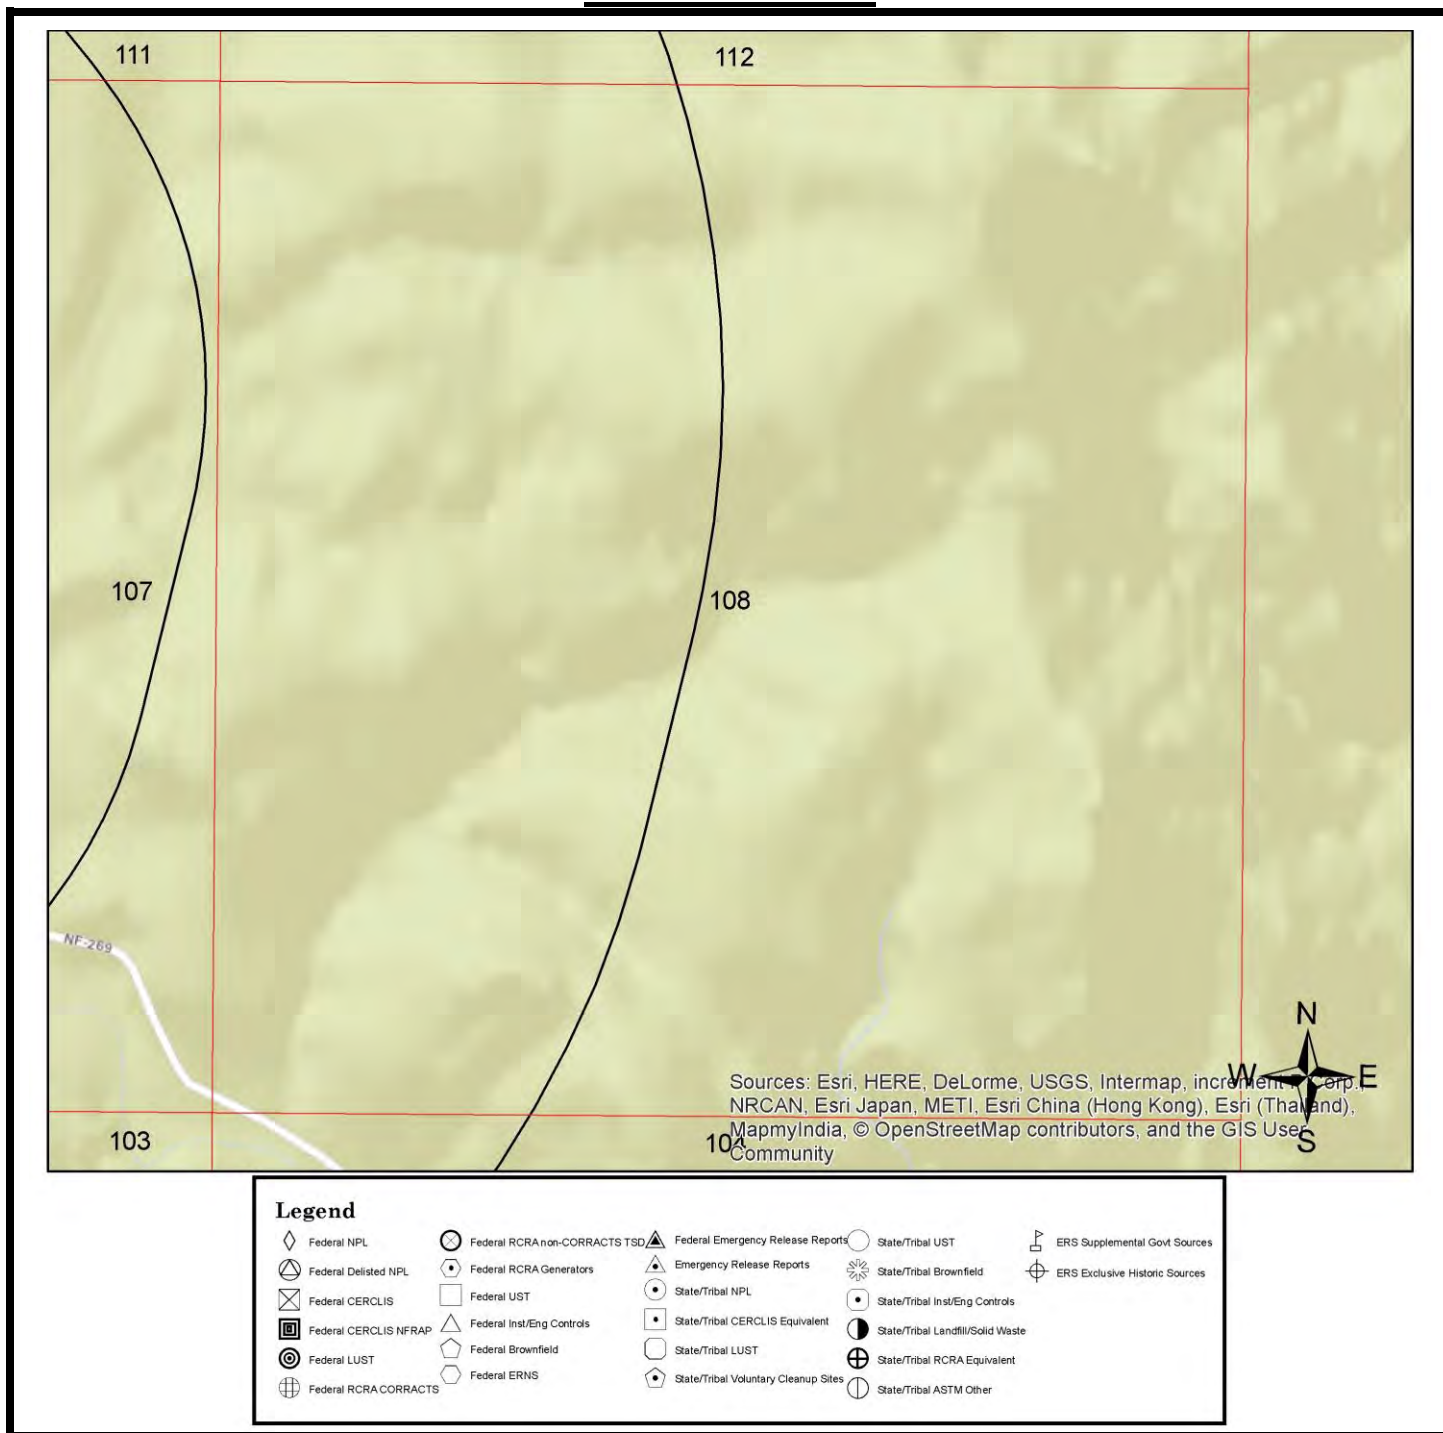 111
112
107
108
NF-269
Sources: Esri, HERE, DeLorme, USGS, Intermap, increment P Corp.,
NRCAN, Esri Japan, METI, Esri China (Hong Kong), Esri (Thailand),
MapmyIndia, © OpenStreetMap contributors, and the GIS User
Community
N
W
E
S
103
104
Legend
Federal NPL
Federal Delisted NPL
Federal CERCLIS
Federal CERCLIS NFRAP
Federal LUST
Federal RCRA CORRACTS
Federal RCRA non-CORRACTS TSD
Federal RCRA Generators
Federal UST
Federal Inst/Eng Controls
Federal Brownfield
Federal ERNS
Federal Emergency Release Reports
Emergency Release Reports
State/Tribal NPL
State/Tribal CERCLIS Equivalent
State/Tribal LUST
State/Tribal Voluntary Cleanup Sites
State/Tribal UST
State/Tribal Brownfield
State/Tribal Inst/Eng Controls
State/Tribal Landfill/Solid Waste
State/Tribal RCRA Equivalent
State/Tribal ASTM Other
ERS Supplemental Govt Sources
ERS Exclusive Historic Sources